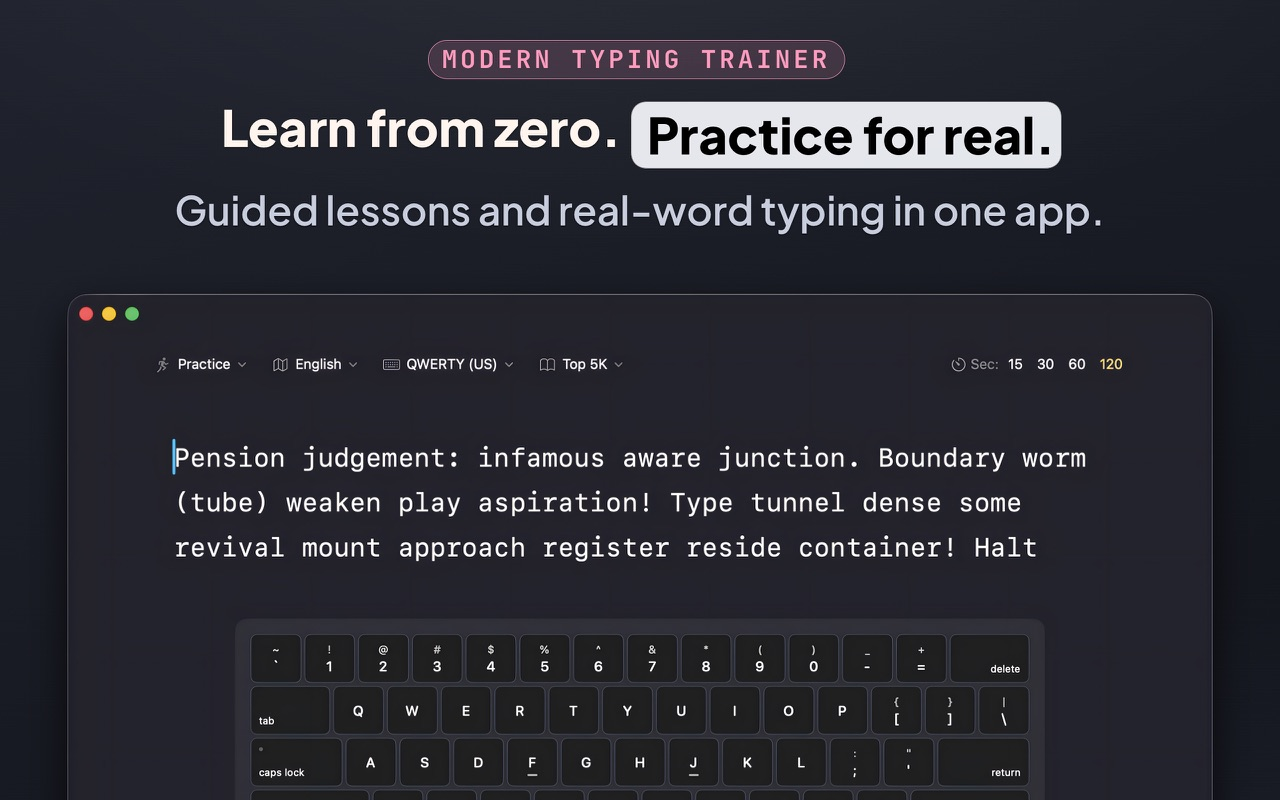 MODERN TYPING TRAINER
Learn from zero. Practice for real.
Guided lessons and real-word typing in one app.
Practice English QWERTY (US) Top 5K Sec: 15 30 60 120
Pension judgement: infamous aware junction. Boundary worm
(tube) weaken play aspiration! Type tunnel dense some
revival mount approach register reside container! Halt
~ ! @ # $ % ^ & * ( ) _ +
` 1 2 3 4 5 6 7 8 9 0 - = delete
tab Q W E R T Y U I O P { [ } ] | \
caps lock A S D F G H J K L : ; " ' return